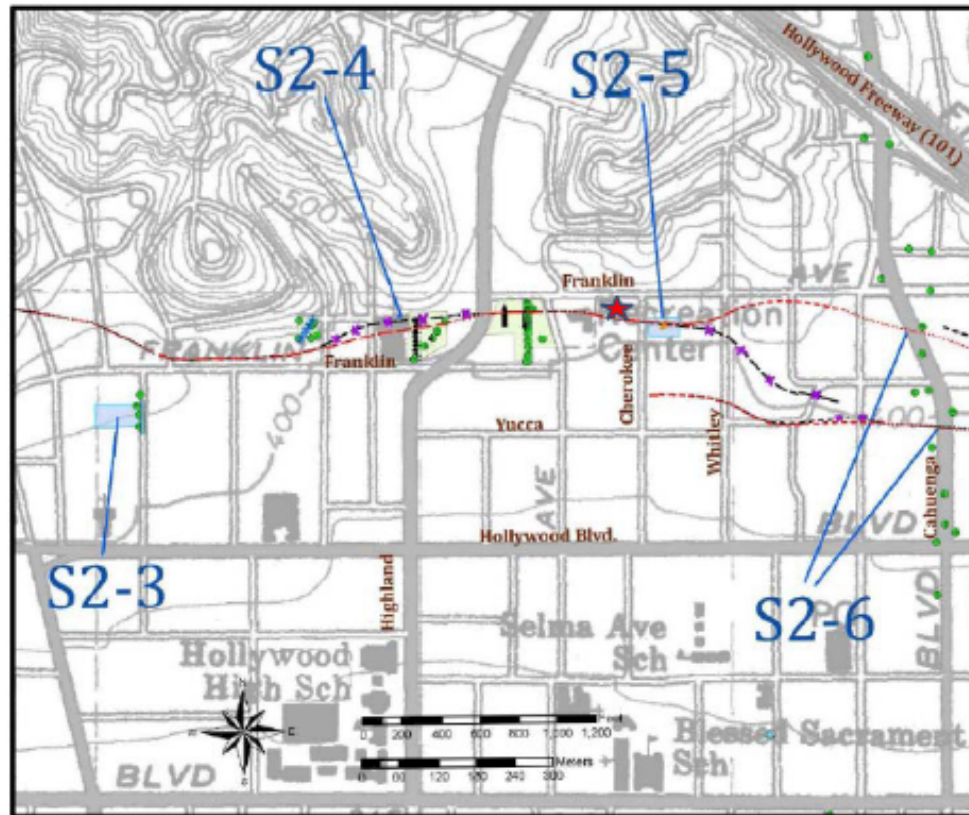 Hollywood Freeway (101)
S2-4
S2-5
500
Franklin
AVE
Recreation
Center
FRANKLIN
Franklin
Cherokee
Whitley
400
400
Yucca
AVE
BLVD
Cahuenga
Hollywood Blvd.
S2-3
Highland
S2-6
PO
BLVD
Selma Ave
Sch
Hollywood
High Sch
E
0 200 400 600 800 1,000 1,200
Feet
0 60 120 180 240 300
Meters
Blessed Sacrament
Sch
BLVD